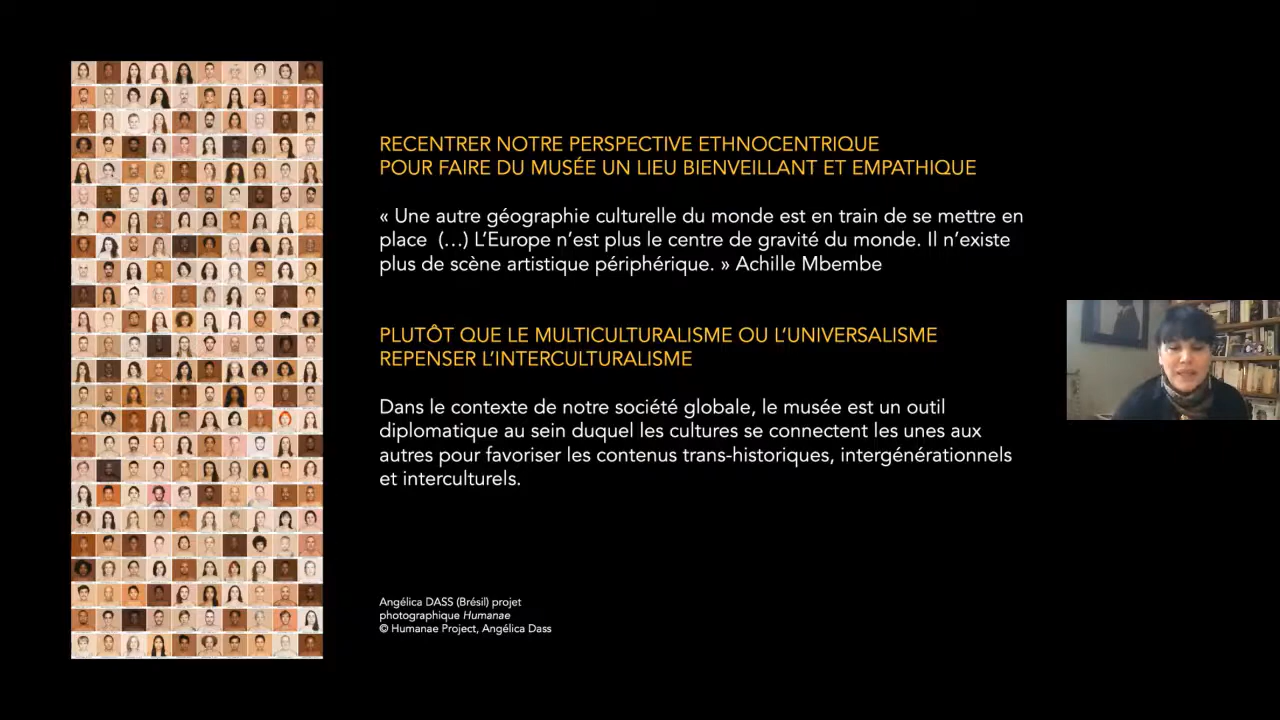 RECENTRER NOTRE PERSPECTIVE ETHNOCENTRIQUE
POUR FAIRE DU MUSÉE UN LIEU BIENVEILLANT ET EMPATHIQUE
« Une autre géographie culturelle du monde est en train de se mettre en
place (...) L'Europe n'est plus le centre de gravité du monde. Il n'existe
plus de scène artistique périphérique. » Achille Mbembe
PLUTÔT QUE LE MULTICULTURALISME OU L'UNIVERSALISME
REPENSER L'INTERCULTURALISME
Dans le contexte de notre société globale, le musée est un outil
diplomatique au sein duquel les cultures se connectent les unes aux
autres pour favoriser les contenus trans-historiques, intergénérationnels
et interculturels.
Angélica DASS (Brésil) projet
photographique Humanae
© Humanae Project, Angélica Dass